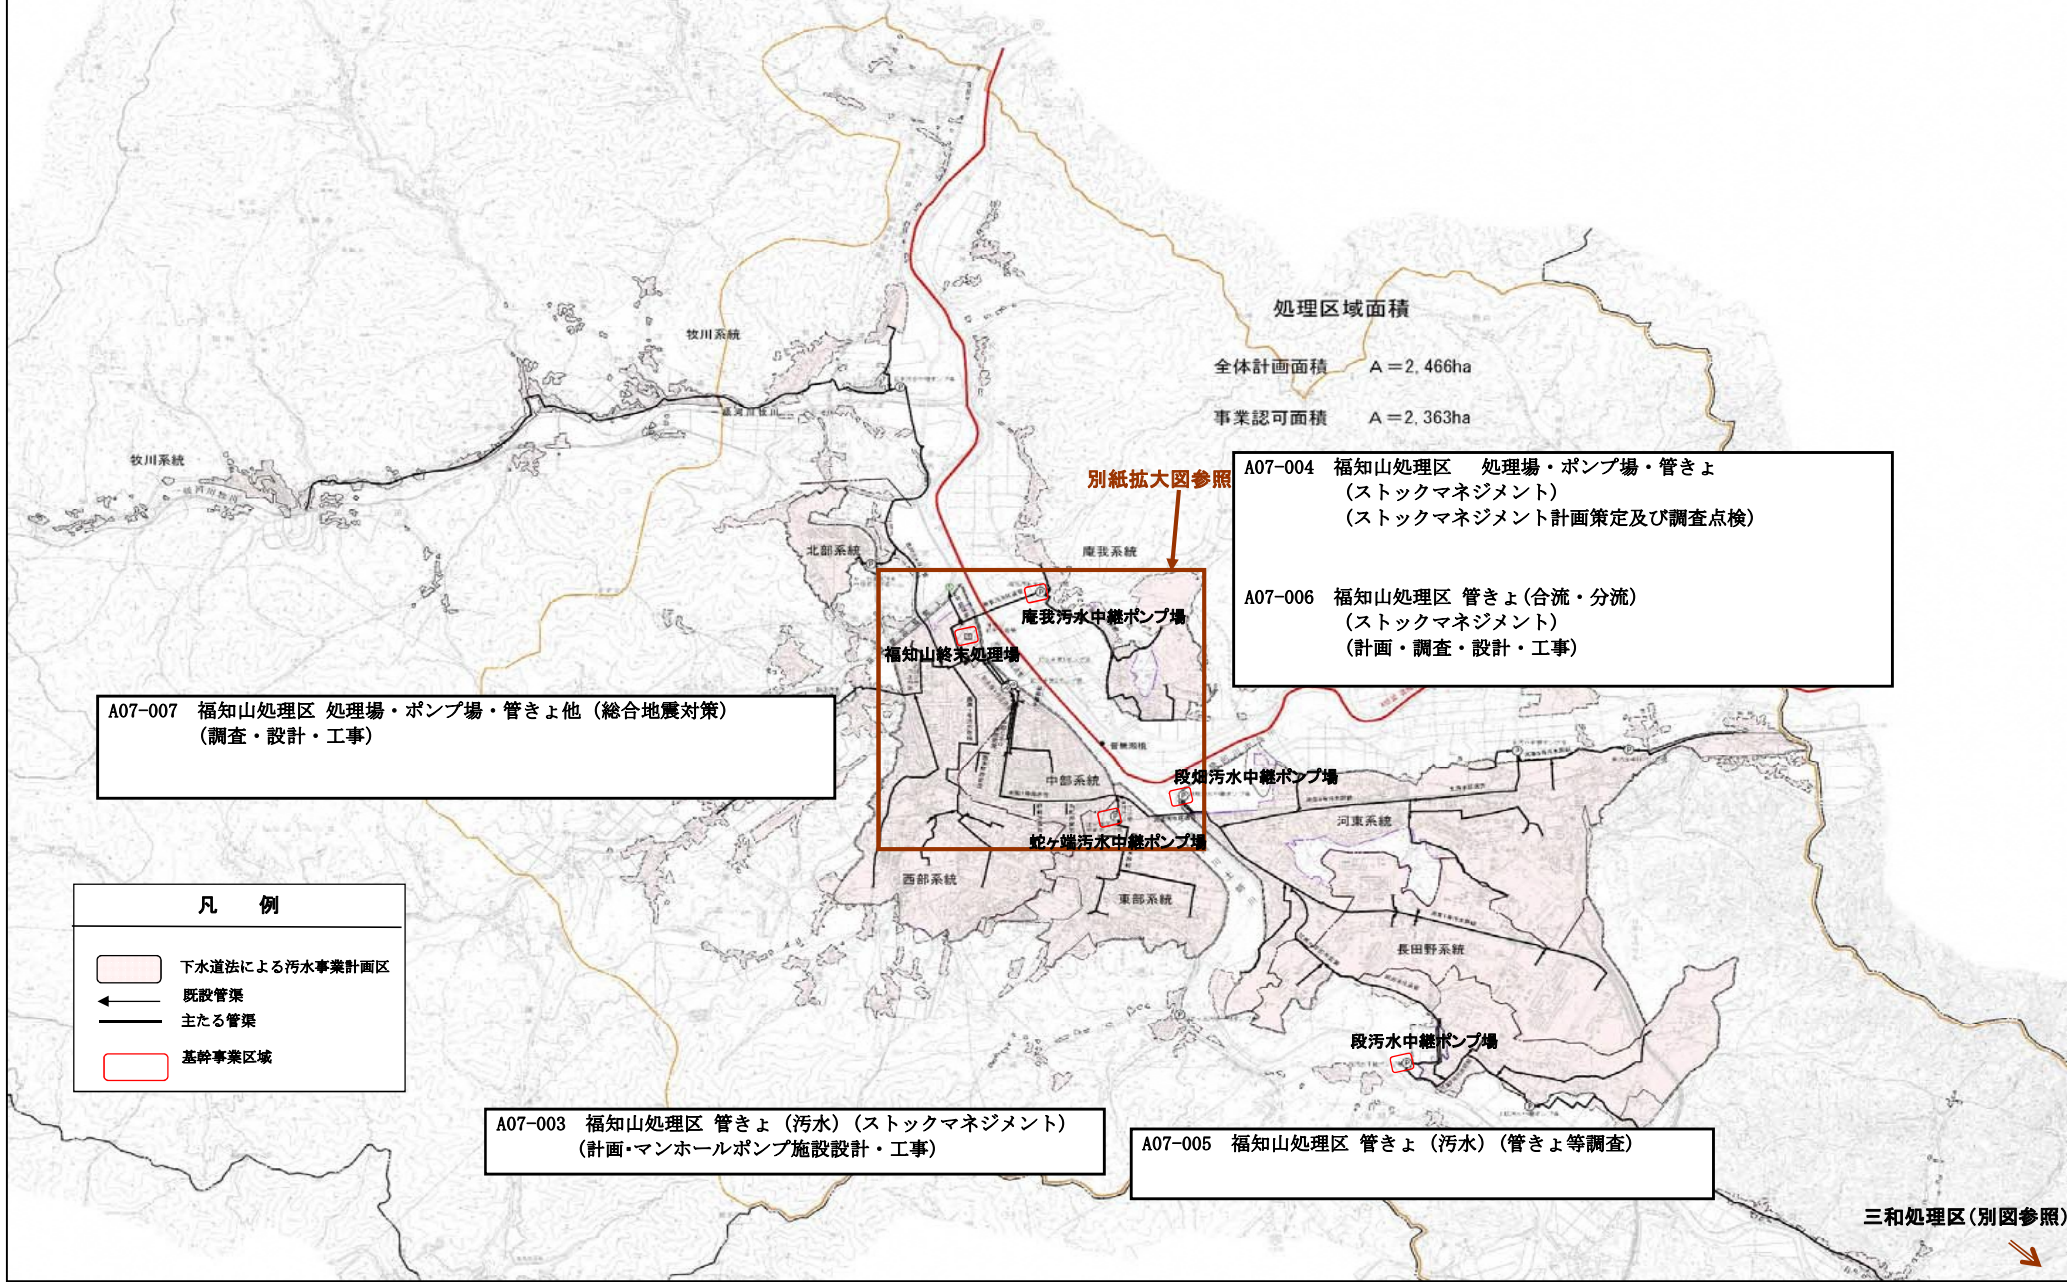 処理区域面積
全体計画面積 A＝2,466ha
事業認可面積 A＝2,363ha
牧川系統
牧川系統
別紙拡大図参照
A07-004 福知山処理区 処理場・ポンプ場・管きょ
(ストックマネジメント)
(ストックマネジメント計画策定及び調査点検)
A07-006 福知山処理区 管きょ(合流・分流)
(ストックマネジメント)
(計画・調査・設計・工事)
北部系統
庵我系統
庵我汚水中継ポンプ場
福知山終末処理場
A07-007 福知山処理区 処理場・ポンプ場・管きょ他 (総合地震対策)
(調査・設計・工事)
中部系統
段畑汚水中継ポンプ場
河東系統
蛇ヶ端汚水中継ポンプ場
西部系統
東部系統
長田野系統
段汚水中継ポンプ場
凡 例
下水道法による汚水事業計画区
既設管渠
主たる管渠
基幹事業区域
A07-003 福知山処理区 管きょ (汚水) (ストックマネジメント)
(計画・マンホールポンプ施設設計・工事)
A07-005 福知山処理区 管きょ (汚水) (管きょ等調査)
三和処理区(別図参照)